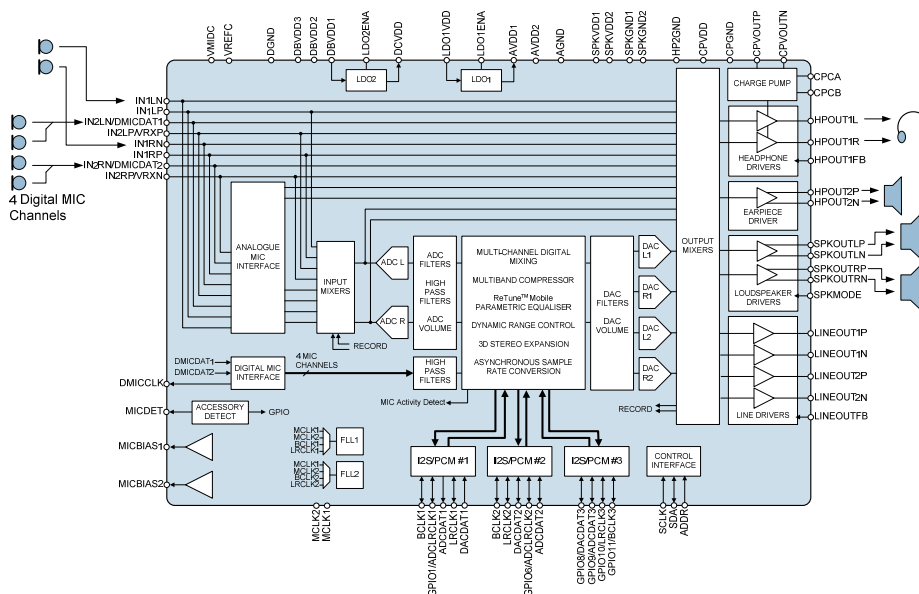 VMIDC
VREFC
DGND
DBVDD3
DBVDD2
DBVDD1
LDO2ENA
DCVDD
LDO1VDD
LDO1ENA
AVDD1
AVDD2
AGND
SPKVDD1
SPKVDD2
SPKGND1
SPKGND2
HP2GND
CPVDD
CPGND
CPVOUTP
CPVOUTN
LDO2
LDO1
IN1LN
IN1LP
IN2LN/DMICDAT1
IN2LP/VRXP
IN1RN
IN1RP
IN2RN/DMICDAT2
IN2RP/VRXN
4 Digital MIC
Channels
ANALOGUE
MIC
INTERFACE
INPUT
MIXERS
ADC L
ADC R
RECORD
ADC
FILTERS
HIGH
PASS
FILTERS
ADC
VOLUME
MULTI-CHANNEL DIGITAL
MIXING
MULTIBAND COMPRESSOR
ReTune™ Mobile
PARAMETRIC EQUALISER
DYNAMIC RANGE CONTROL
3D STEREO EXPANSION
ASYNCHRONOUS SAMPLE
RATE CONVERSION
DAC
FILTERS
DAC
VOLUME
DAC
L1
DAC
R1
DAC
L2
DAC
R2
RECORD
OUTPUT
MIXERS
CHARGE PUMP
CPCA
CPCB
HPOUT1L
HPOUT1R
HEADPHONE
DRIVERS
HPOUT1FB
HPOUT2P
HPOUT2N
EARPIECE
DRIVER
SPKOUTLP
SPKOUTLN
SPKOUTRP
SPKOUTRN
LOUDSPEAKER
DRIVERS
SPKMODE
LINEOUT1P
LINEOUT1N
LINEOUT2P
LINEOUT2N
LINE DRIVERS
LINEOUTFB
DMICDAT1
DMICDAT2
DIGITAL MIC
INTERFACE
4 MIC
CHANNELS
HIGH
PASS
FILTERS
MIC Activity Detect
DMICCLK
MICDET
ACCESSORY
DETECT
GPIO
MICBIAS1
MICBIAS2
MCLK1
MCLK2
BCLK1
LRCLK1
FLL1
MCLK1
MCLK2
BCLK2
LRCLK2
FLL2
I2S/PCM #1
I2S/PCM #2
I2S/PCM #3
CONTROL
INTERFACE
MCLK2
MCLK1
BCLK1
GPIO1/ADCLRCLK1
ADCDAT1
LRCLK1
DACDAT1
BCLK2
LRCLK2
DACDAT2
GPIO6/ADCLRCLK2
ADCDAT2
GPIO8/DACDAT3
GPIO9/ADCDAT3
GPIO10/LRCLK3
GPIO11/BCLK3
SCLK
SDA
ADDR